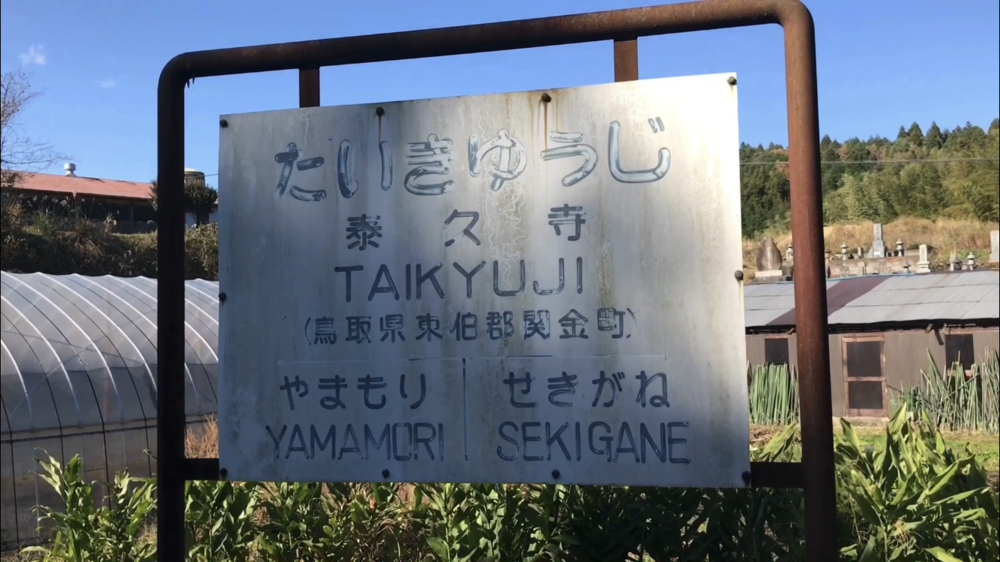 たいきゅうじ
泰久寺
TAIKYUJI
(鳥取県東伯郡関金町)
やまもり せきがね
YAMAMORI SEKIGANE